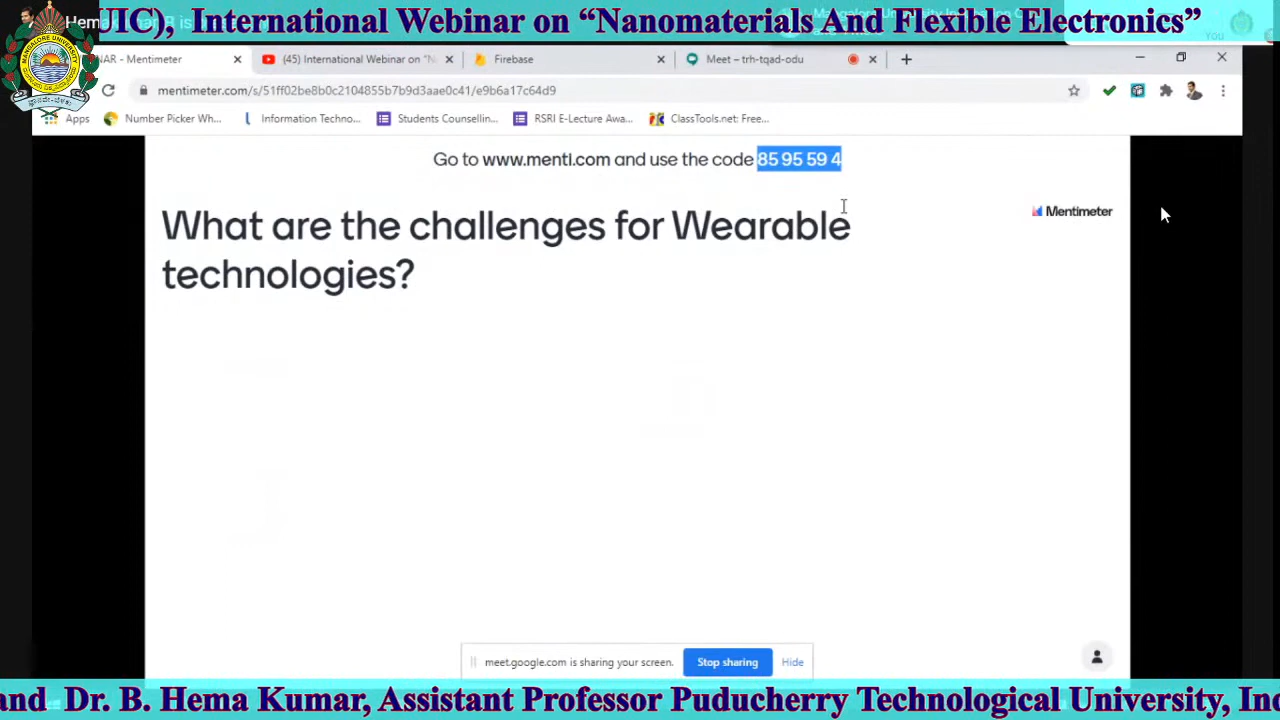 UIC), International Webinar on “Nanomaterials And Flexible Electronics”
You
NAR - Mentimeter
(45) International Webinar on “N
Firebase
Meet – trh-tqad-odu
mentimeter.com/s/51ff02be8b0c2104855b7b9d3aae0c41/e9b6a17c64d9
Apps
Number Picker Wh...
Information Techno...
Students Counsellin...
RSRI E-Lecture Awa...
ClassTools.net: Free...
Go to www.menti.com and use the code 85 95 59 4
Mentimeter
What are the challenges for Wearable
technologies?
meet.google.com is sharing your screen.
Stop sharing
Hide
and Dr. B. Hema Kumar, Assistant Professor Puducherry Technological University, Inc